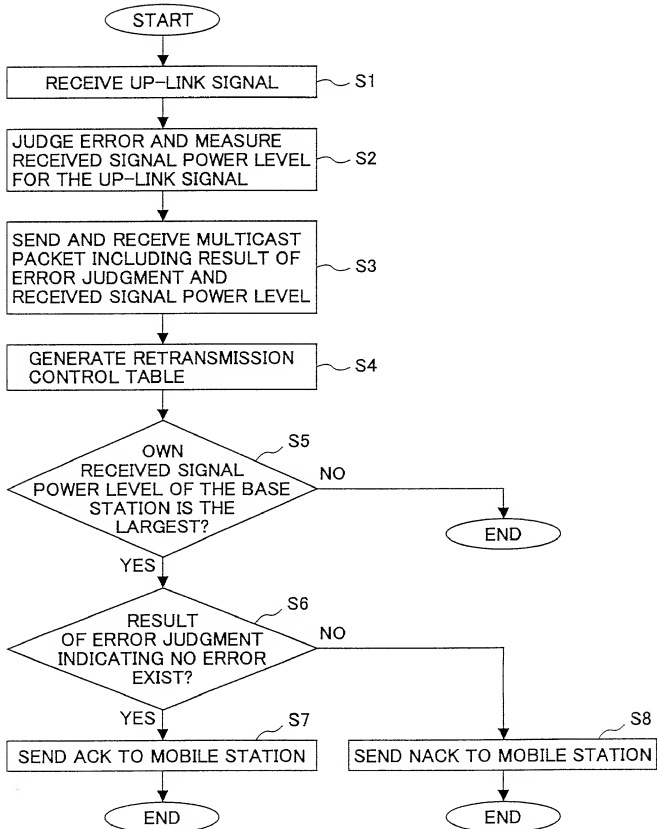 START
RECEIVE UP-LINK SIGNAL
S1
JUDGE ERROR AND MEASURE
RECEIVED SIGNAL POWER LEVEL
FOR THE UP-LINK SIGNAL
S2
SEND AND RECEIVE MULTICAST
PACKET INCLUDING RESULT OF
ERROR JUDGMENT AND
RECEIVED SIGNAL POWER LEVEL
S3
GENERATE RETRANSMISSION
CONTROL TABLE
S4
S5
OWN
RECEIVED SIGNAL
POWER LEVEL OF THE BASE
STATION IS THE
LARGEST?
NO
END
YES
S6
RESULT
OF ERROR JUDGMENT
INDICATING NO ERROR
EXIST?
NO
YES
S7
SEND ACK TO MOBILE STATION
S8
SEND NACK TO MOBILE STATION
END
END